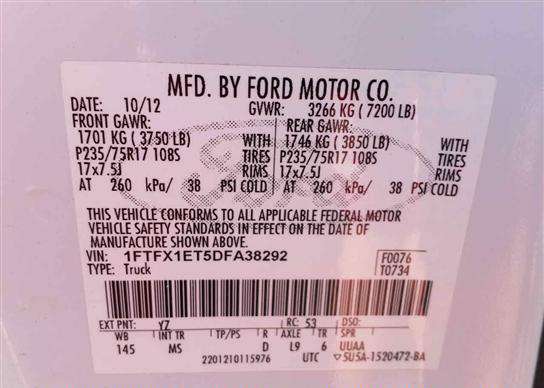 MFD. BY FORD MOTOR CO.
DATE: 10/12 GVWR: 3266 KG ( 7200 LB)
FRONT GAWR: REAR GAWR:
1701 KG ( 3750 LB) WITH 1746 KG ( 3850 LB) WITH
P235/75R17 108S TIRES P235/75R17 108S TIRES
17x7.5J RIMS 17x7.5J RIMS
AT 260 kPa/ 38 PSI COLD AT 260 kPa/ 38 PSI COLD
THIS VEHICLE CONFORMS TO ALL APPLICABLE FEDERAL MOTOR
VEHICLE SAFETY STANDARDS IN EFFECT ON THE DATE OF
MANUFACTURE SHOWN ABOVE.
VIN: 1FTFX1ET5DFA38292 F0076
TYPE: Truck T0734
EXT PNT: YZ RC: 53 DSO:
WB INT TR TP/PS R AXLE TR SPR
145 MS D L9 6 UUAA
2201210115976 UTC 5U5A-1520472-BA